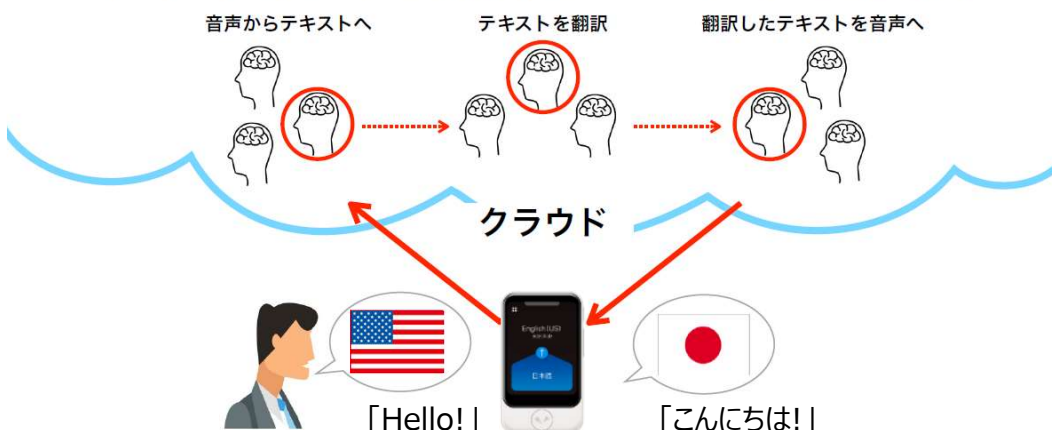 音声からテキストへ
テキストを翻訳
翻訳したテキストを音声へ
クラウド
English(US)
日本語
「Hello!」
「こんにちは!」